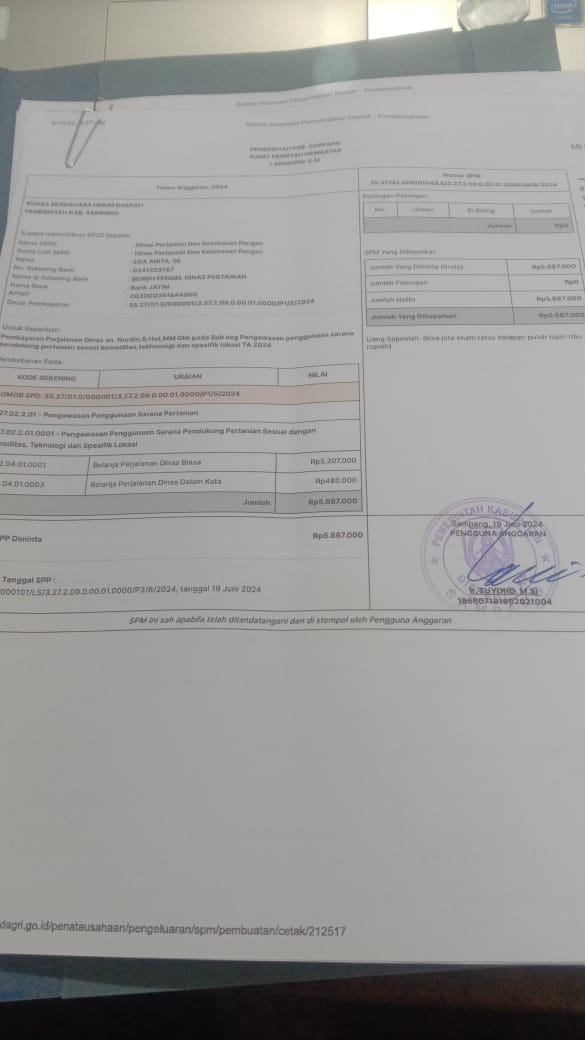 Sistem Informasi Pemerintahan Daerah - Penatausahaan
Sistem Informasi Pemerintahan Daerah - Penatausahaan
PEMERINTAH KAB. SAMPANG
SURAT PERINTAH MEMBAYAR
LANGSUNG (LS)
Tahun Anggaran: 2024
Nomor SPM:
35.27/03.0/000104/LS/3.27.2.09.0.00.01.0000/M/6/2024
KUASA BENDAHARA UMUM DAERAH
PEMERINTAH KAB. SAMPANG
Supaya menerbitkan SP2D kepada:
Nama SKPD : Dinas Pertanian Dan Ketahanan Pangan
Nama Unit SKPD : Dinas Pertanian Dan Ketahanan Pangan
Nama : EKA ANITA, SE
No. Rekening Bank : 0241253767
Nama di Rekening Bank : BENDH PENGEL DINAS PERTANIAN
Nama Bank : Bank JATIM
NPWP : 003000361644000
Dasar Pembayaran : 35.27/01.0/000001/3.27.2.09.0.00.01.0000/P1/5/2024
Potongan-Potongan:
No. Uraian ID Billing Jumlah
Jumlah Rp0
SPM Yang Dibayarkan
Jumlah Yang Diminta (Bruto) Rp5.687.000
Jumlah Potongan Rp0
Jumlah Netto Rp5.687.000
Jumlah Yang Dibayarkan Rp5.687.000
Uang Sejumlah: (lima juta enam ratus delapan puluh tujuh ribu
rupiah)
Untuk Keperluan:
Pembayaran Perjalanan Dinas an. Nurdin,S.Hut,MM Dkk pada Sub keg Pengawasan penggunaan sarana
pendukung pertanian sesuai komoditas,tekhnologi dan spesifik lokasi TA 2024
Pembebanan Pada:
KODE REKENING URAIAN NILAI
OMOR SPD: 35.27/01.0/000001/3.27.2.09.0.00.01.0000/P1/5/2024
27.02.2.01 - Pengawasan Penggunaan Sarana Pertanian
7.02.2.01.0001 - Pengawasan Penggunaan Sarana Pendukung Pertanian Sesuai dengan
moditas, Teknologi dan Spesifik Lokasi
2.04.01.0001 Belanja Perjalanan Dinas Biasa Rp5.207.000
.04.01.0003 Belanja Perjalanan Dinas Dalam Kota Rp480.000
Jumlah Rp5.687.000
PP Diminta Rp5.687.000
Tanggal SPP :
/000101/LS/3.27.2.09.0.00.01.0000/P3/6/2024, tanggal 19 Juni 2024
Sampang, 19 Juni 2024
PENGGUNA ANGGARAN
PEMERINTAH KABUP
Ir. SUYONO, M.Si
196607191992021004
SPM ini sah apabila telah ditandatangani dan di stempel oleh Pengguna Anggaran
dagri.go.id/penatausahaan/pengeluaran/spm/pembuatan/cetak/212517
intel